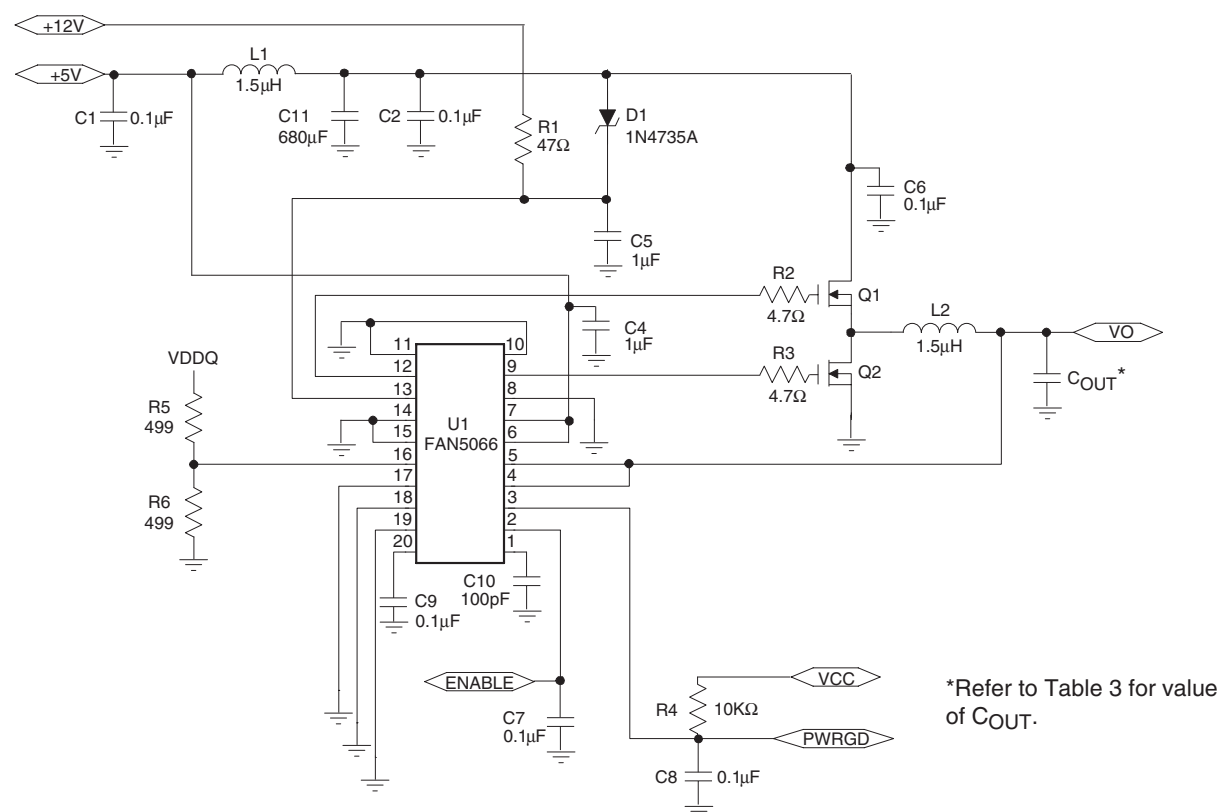 +12V
+5V
L1
1.5μH
C1
0.1μF
C11
680μF
C2
0.1μF
R1
47Ω
D1
1N4735A
C6
0.1μF
C5
1μF
R2
4.7Ω
Q1
L2
1.5μH
VO
C4
1μF
R3
4.7Ω
Q2
COUT*
VDDQ
R5
499
R6
499
11
12
13
14
15
16
17
18
19
20
U1
FAN5066
10
9
8
7
6
5
4
3
2
1
C9
0.1μF
C10
100pF
ENABLE
C7
0.1μF
VCC
R4
10KΩ
PWRGD
C8
0.1μF
*Refer to Table 3 for value
of COUT.